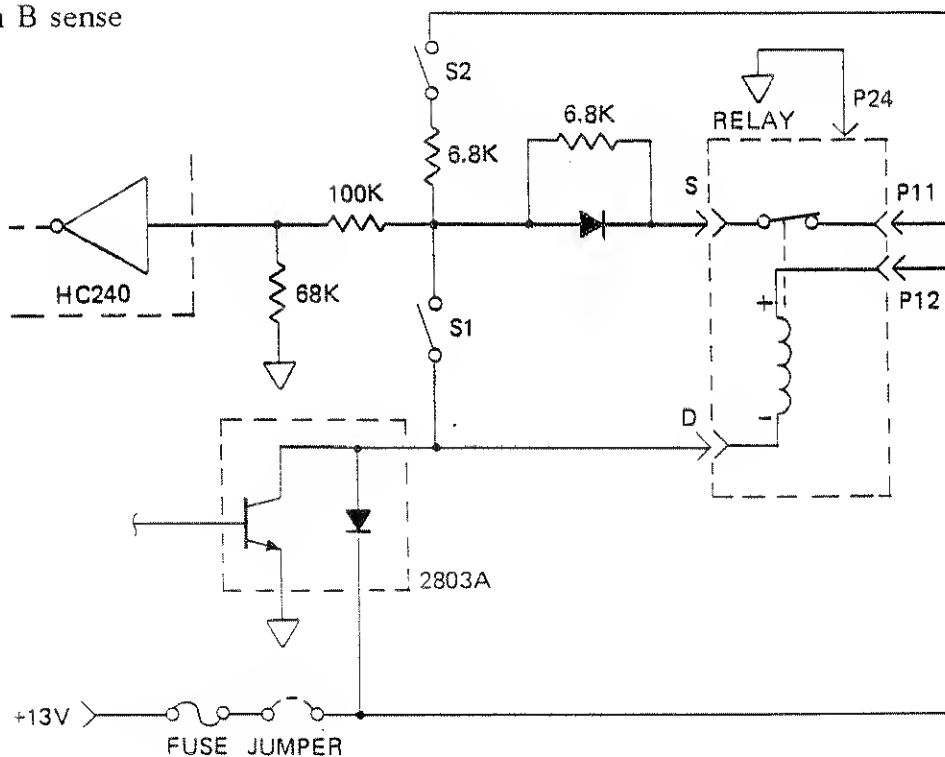 B sense
S2
P24
6.8K
RELAY
6.8K
100K
S
P11
HC240
68K
S1
P12
+
-
D
2803A
+13V
FUSE JUMPER